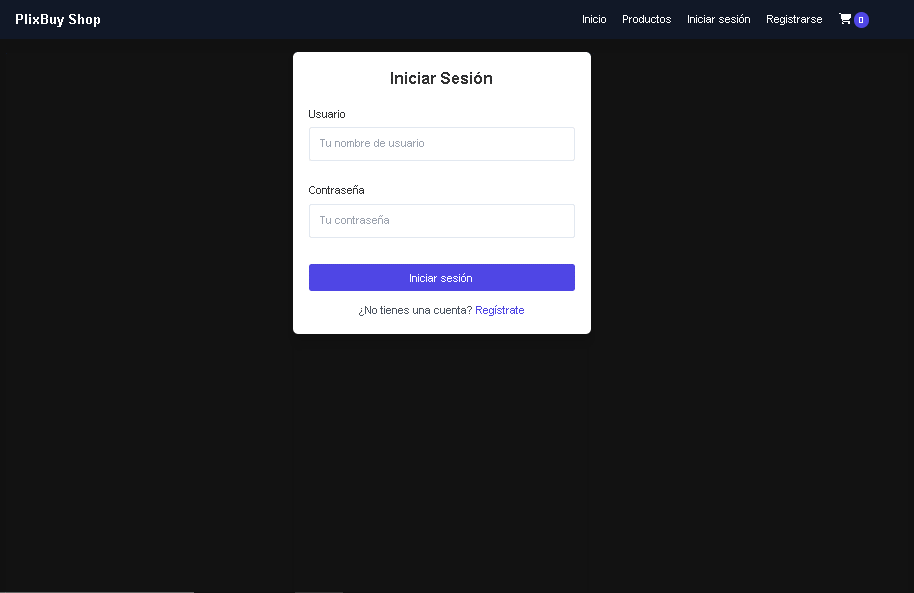 PlixBuy Shop
Inicio Productos Iniciar sesión Registrarse 0
Iniciar Sesión
Usuario
Tu nombre de usuario
Contraseña
Tu contraseña
Iniciar sesión
¿No tienes una cuenta? Regístrate